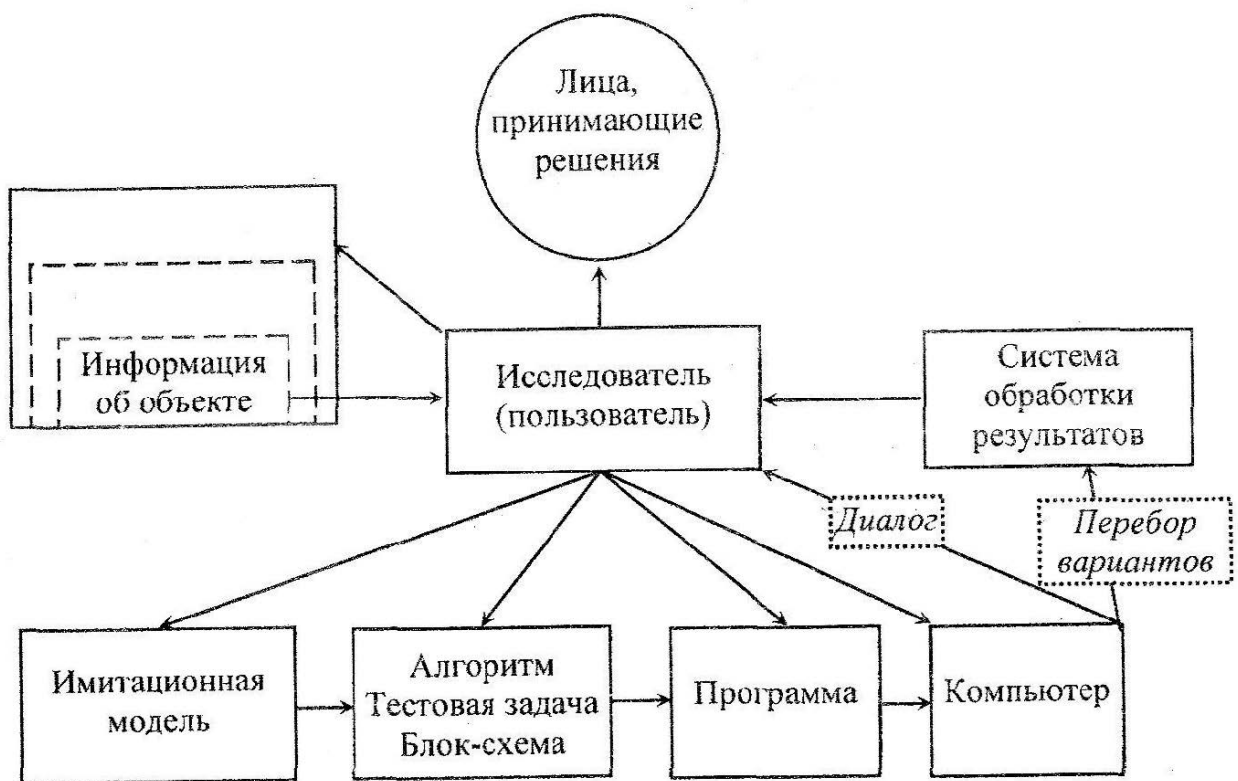 Лица,
принимающие
решения
Информация
об объекте
Исследователь
(пользователь)
Система
обработки
результатов
Диалог
Перебор
вариантов
Имитационная
модель
Алгоритм
Тестовая задача
Блок-схема
Программа
Компьютер